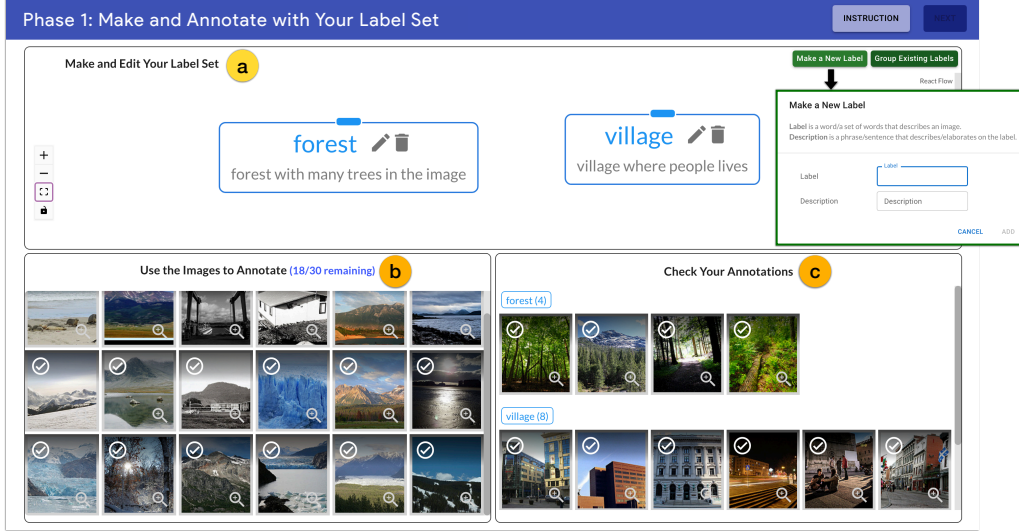 Phase 1: Make and Annotate with Your Label Set
INSTRUCTION
NEXT
Make and Edit Your Label Set
a
Make a New Label
Group Existing Labels
React Flow
forest
forest with many trees in the image
village
village where people lives
Make a New Label
Label is a word/a set of words that describes an image.
Description is a phrase/sentence that describes/elaborates on the label.
Label
Label
Description
Description
CANCEL
ADD
Use the Images to Annotate (18/30 remaining)
b
Check Your Annotations
c
forest (4)
village (8)